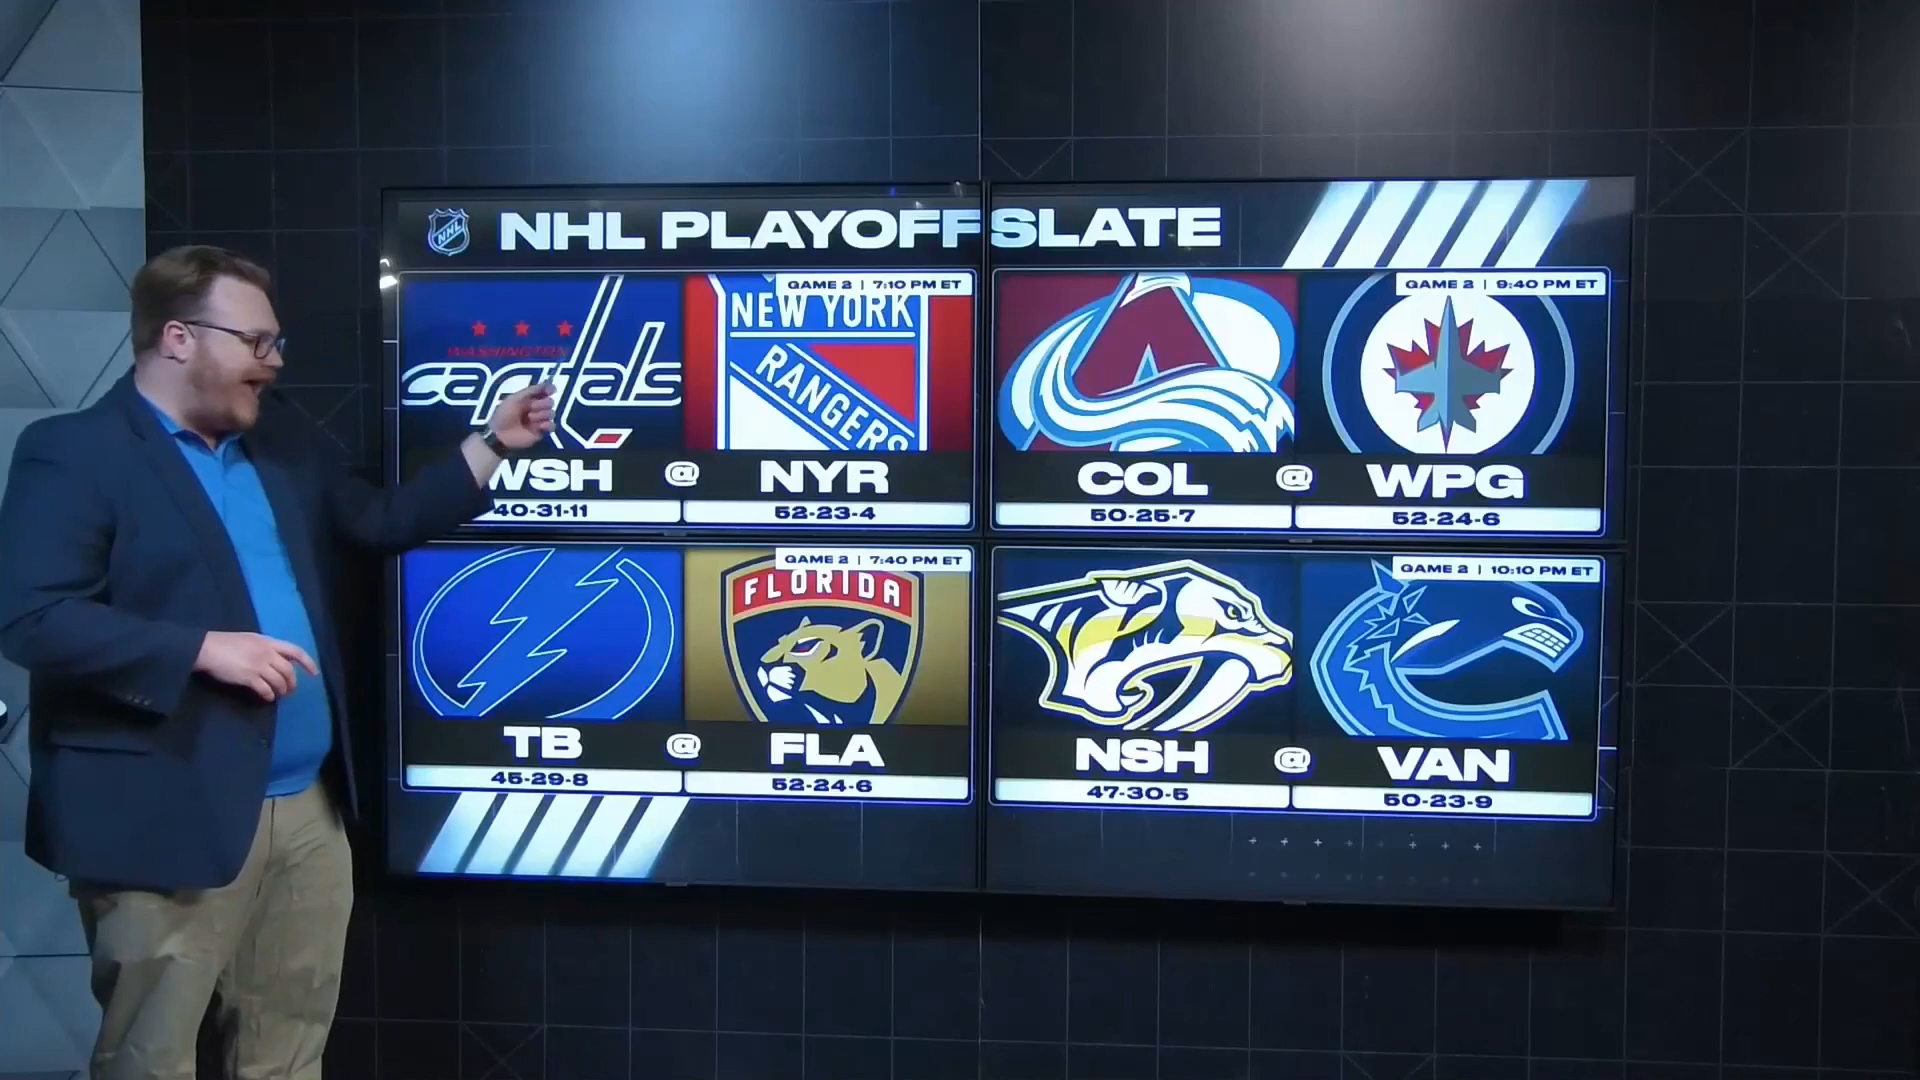 NHL
NHL PLAYOFF SLATE
GAME 2 | 7:10 PM ET
WASHINGTON
capitals
NEW YORK
RANGERS
WSH @ NYR
40-31-11
52-23-4
GAME 2 | 9:40 PM ET
COL @ WPG
50-25-7
52-24-6
GAME 2 | 7:40 PM ET
FLORIDA
TB @ FLA
45-29-8
52-24-6
GAME 2 | 10:10 PM ET
NSH @ VAN
47-30-5
50-23-9